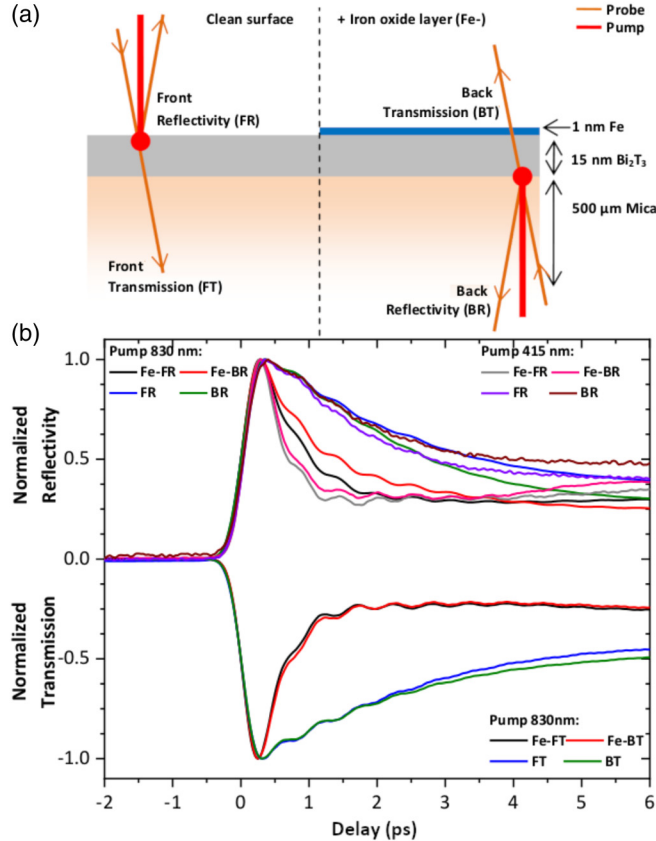 (a)
Clean surface
+ Iron oxide layer (Fe-)
Probe
Pump
Front
Reflectivity (FR)
Back
Transmission (BT)
1 nm Fe
15 nm Bi₂T₃
500 µm Mica
Front
Transmission (FT)
Back
Reflectivity (BR)
(b)
Pump 830 nm:
Fe-FR
Fe-BR
FR
BR
Pump 415 nm:
Fe-FR
Fe-BR
FR
BR
Normalized
Reflectivity
1.0
0.5
0.0
Normalized
Transmission
-0.5
-1.0
Pump 830nm:
Fe-FT
Fe-BT
FT
BT
-2
-1
0
1
2
3
4
5
6
Delay (ps)